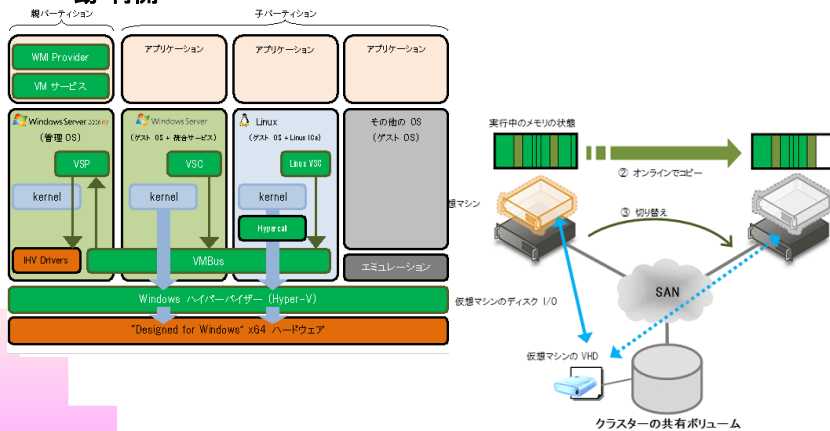 親パーティション
子パーティション
WMI Provider
VM サービス
アプリケーション
アプリケーション
アプリケーション
Windows Server 2008 R2
(管理 OS)
Windows Server
(ゲスト OS + 統合サービス)
Linux
(ゲスト OS + Linux ICs)
その他の OS
(ゲスト OS)
VSP
VSC
Linux VSC
kernel
kernel
kernel
Hypercal
IHV Drivers
VMBus
エミュレーション
Windows ハイパーバイザー (Hyper-V)
"Designed for Windows" x64 ハードウェア
実行中のメモリの状態
② オンラインでコピー
想マシン
③ 切り替え
SAN
仮想マシンのディスク I/O
仮想マシンの VHD
クラスターの共有ボリューム